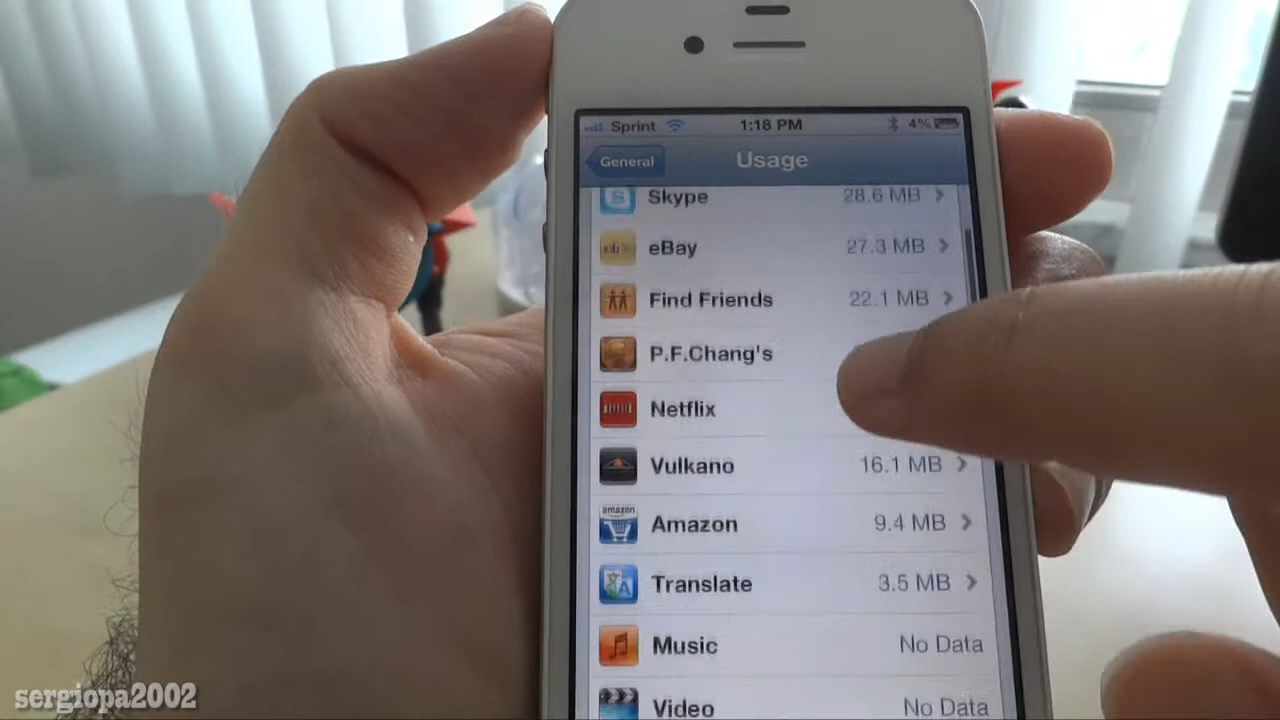 Sprint 1:18 PM 4%
General Usage
Skype 28.6 MB
eBay 27.3 MB
Find Friends 22.1 MB
P.F.Chang's
Netflix
Vulkano 16.1 MB
amazon
Amazon 9.4 MB
Translate 3.5 MB
Music No Data
Video No Data
sergiopa2002